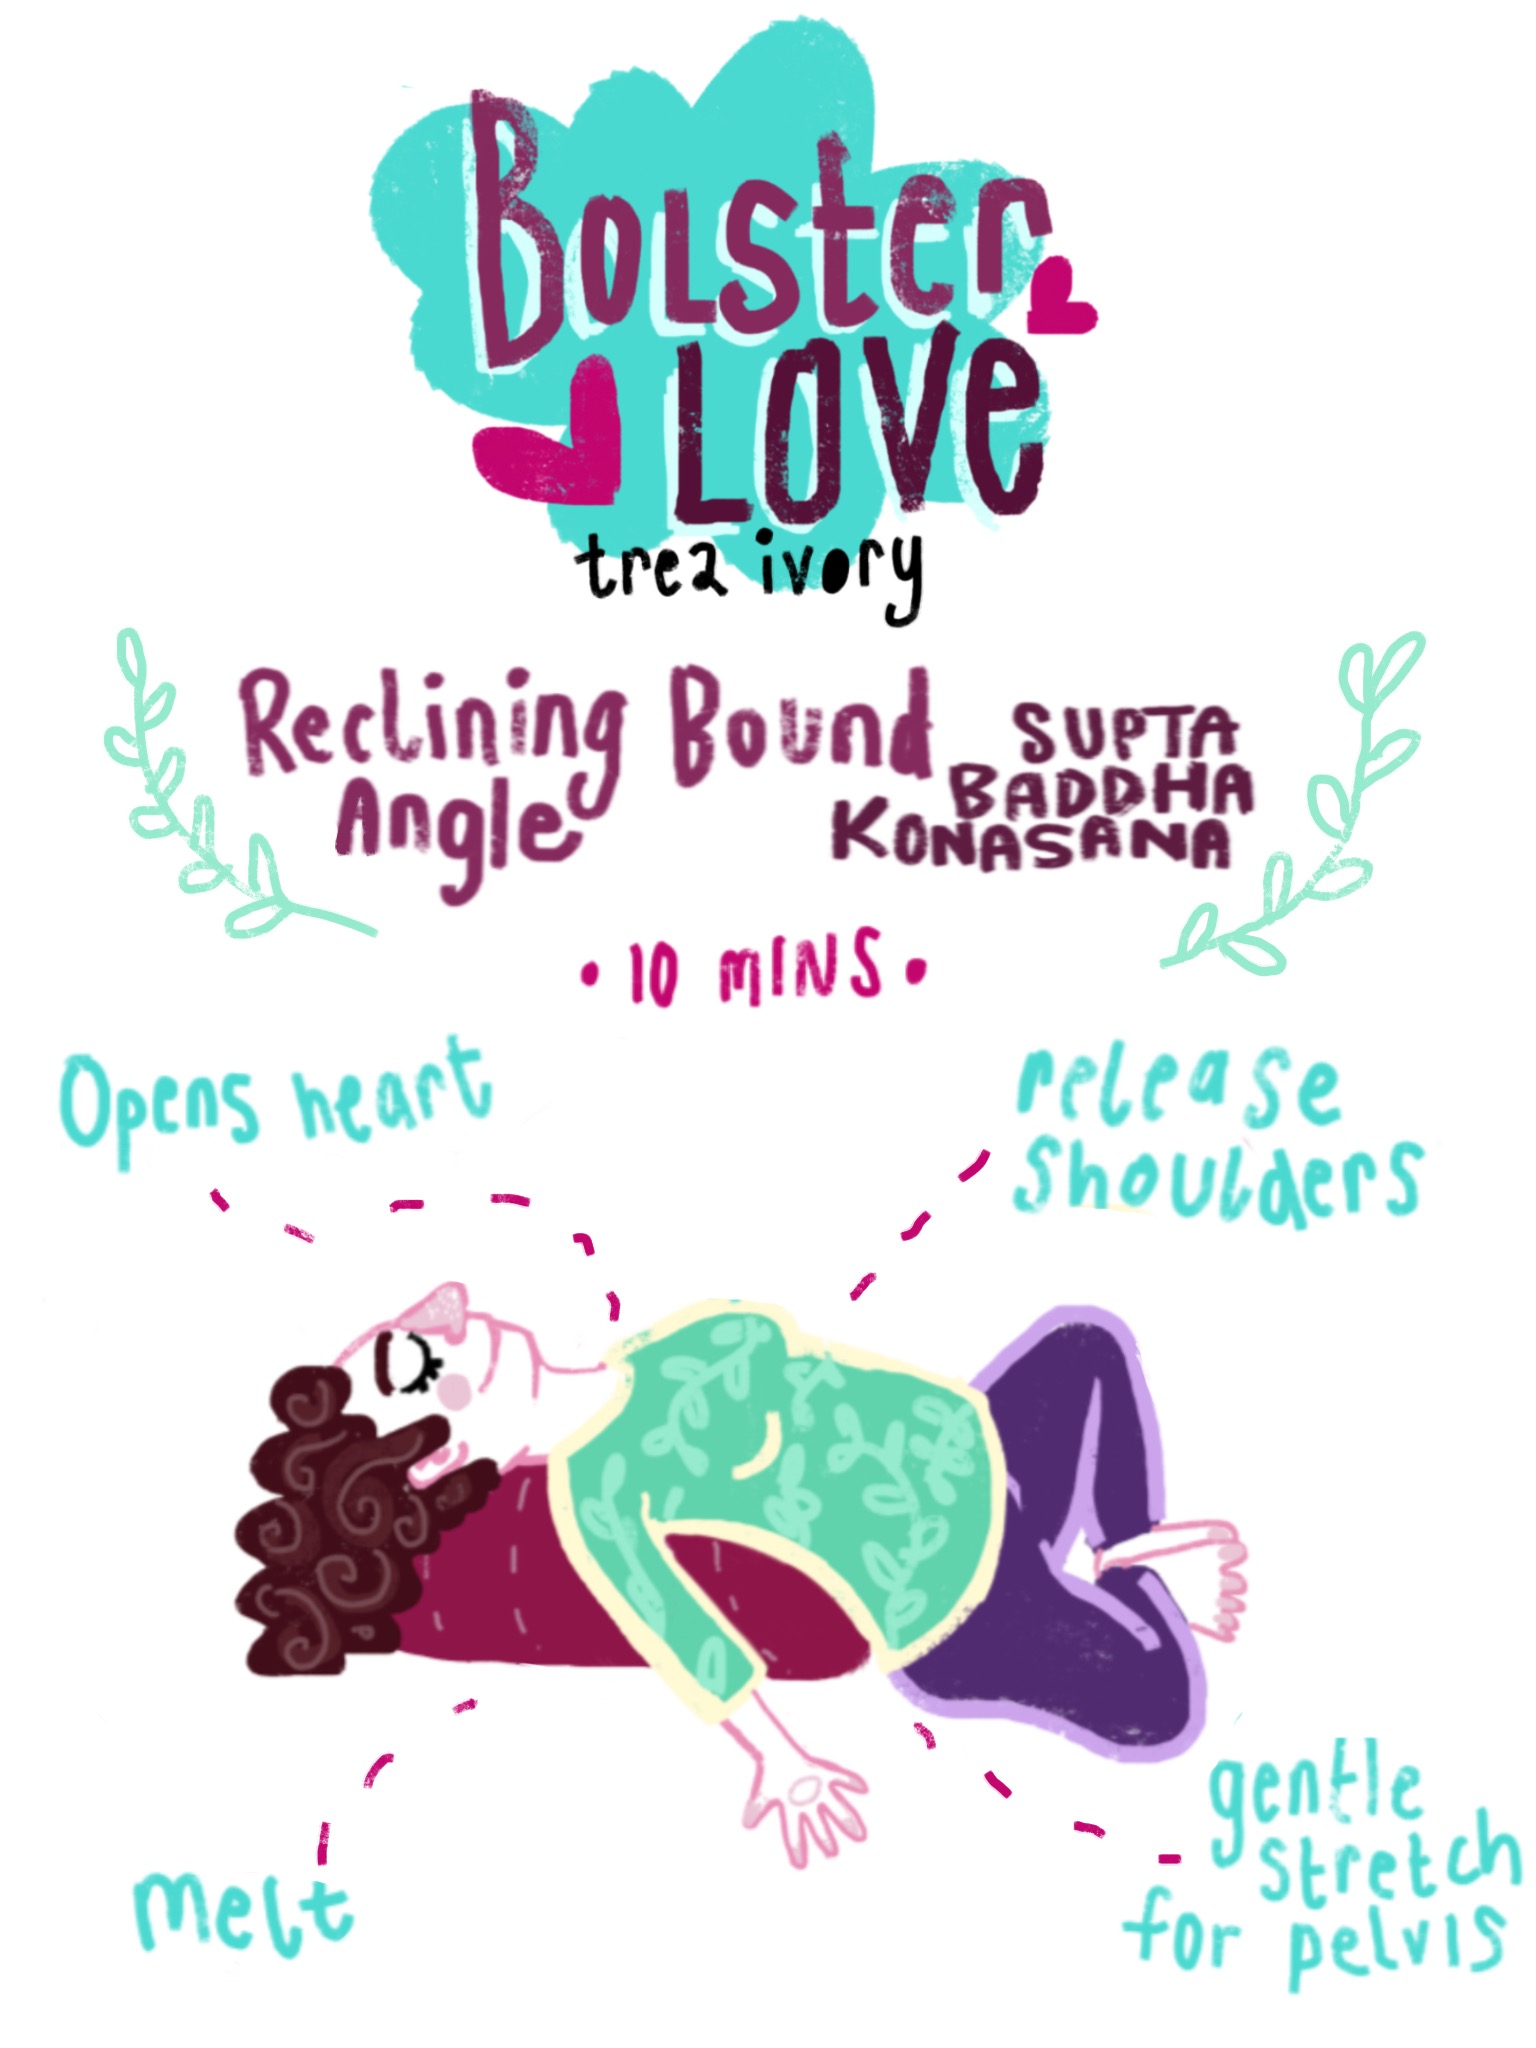 Bolster
Love
trea ivory
Reclining Bound
Angle
SUPTA
BADDHA
KONASANA
• 10 MINS •
Opens heart
release
shoulders
Melt
gentle
stretch
for pelvis